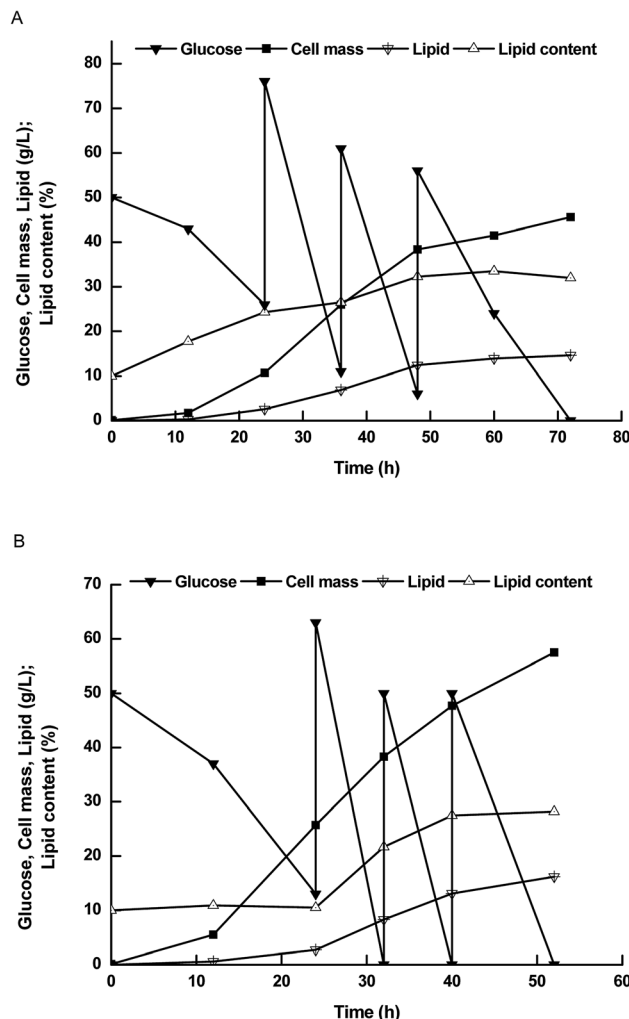 A
Glucose Cell mass Lipid Lipid content
80
70
60
50
40
30
20
10
0
Glucose, Cell mass, Lipid (g/L);
Lipid content (%)
0 10 20 30 40 50 60 70 80
Time (h)
B
70
Glucose Cell mass Lipid Lipid content
60
50
40
30
20
10
0
Glucose, Cell mass, Lipid (g/L);
Lipid content (%)
0 10 20 30 40 50 60
Time (h)